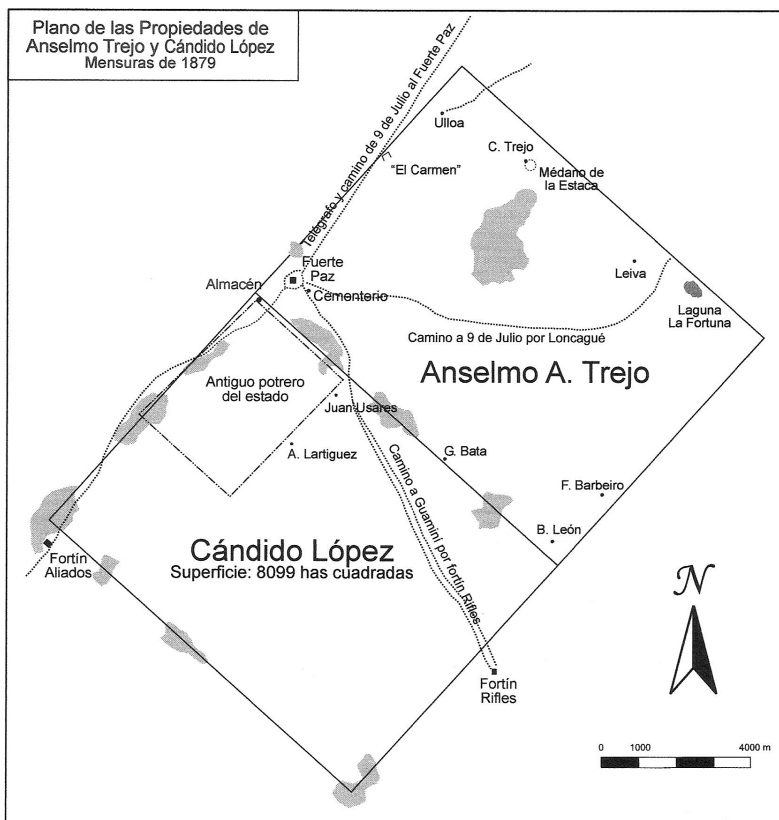 Plano de las Propiedades de
Anselmo Trejo y Cándido López
Mensuras de 1879
Telégrafo y camino de 9 de Julio al Fuerte Paz
Ulloa
C. Trejo
"El Carmen"
Médano de
la Estaca
Fuerte
Paz
Leiva
Almacén
Cementerio
Laguna
La Fortuna
Camino a 9 de Julio por Loncagué
Anselmo A. Trejo
Antiguo potrero
del estado
Juan Usares
A. Lartiguez
G. Bata
Camino a Guaminí por fortín Rifles
F. Barbeiro
B. León
Cándido López
Superficie: 8099 has cuadradas
Fortín
Aliados
N
Fortín
Rifles
0 1000 4000 m